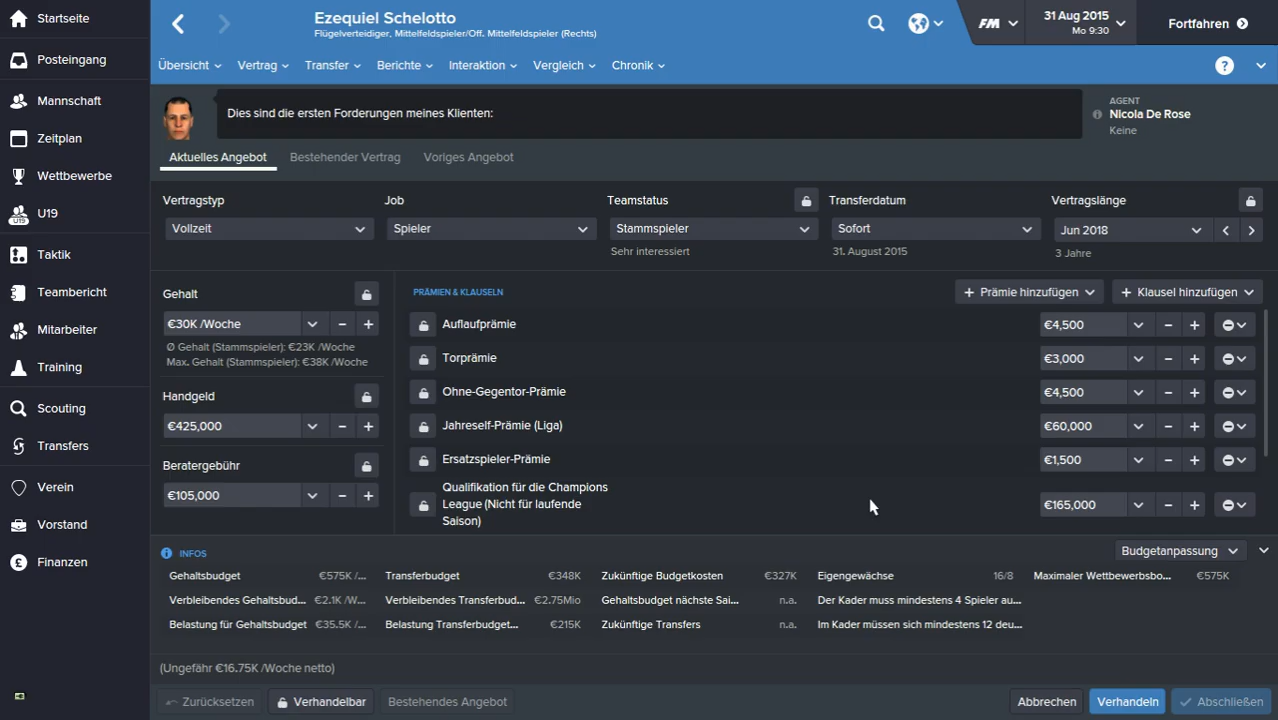 Startseite
Posteingang
Mannschaft
Zeitplan
Wettbewerbe
U19
U19
Taktik
Teambericht
Mitarbeiter
Training
Scouting
Transfers
Verein
Vorstand
Finanzen
Ezequiel Schelotto
Flügelverteidiger, Mittelfeldspieler/Off. Mittelfeldspieler (Rechts)
FM
31 Aug 2015
Mo 9:30
Fortfahren
Übersicht
Vertrag
Transfer
Berichte
Interaktion
Vergleich
Chronik
?
Dies sind die ersten Forderungen meines Klienten:
AGENT
Nicola De Rose
Keine
Aktuelles Angebot
Bestehender Vertrag
Voriges Angebot
Vertragstyp
Job
Teamstatus
Transferdatum
Vertragslänge
Vollzeit
Spieler
Stammspieler
Sofort
Jun 2018
Sehr interessiert
31. August 2015
3 Jahre
Gehalt
€30K /Woche
Ø Gehalt (Stammspieler): €23K /Woche
Max. Gehalt (Stammspieler): €38K /Woche
Handgeld
€425,000
Beratergebühr
€105,000
PRÄMIEN & KLAUSELN
+ Prämie hinzufügen
+ Klausel hinzufügen
Auflaufprämie €4,500
Torprämie €3,000
Ohne-Gegentor-Prämie €4,500
Jahreself-Prämie (Liga) €60,000
Ersatzspieler-Prämie €1,500
Qualifikation für die Champions
League (Nicht für laufende €165,000
Saison)
INFOS
Budgetanpassung
Gehaltsbudget €575K /... Transferbudget €348K Zukünftige Budgetkosten €327K Eigengewächse 16/8 Maximaler Wettbewerbsbo... €575K
Verbleibendes Gehaltsbud... €2.1K /W... Verbleibendes Transferbud... €2.75Mio Gehaltsbudget nächste Sai... n.a. Der Kader muss mindestens 4 Spieler au...
Belastung für Gehaltsbudget €35.5K /... Belastung Transferbudget... €215K Zukünftige Transfers n.a. Im Kader müssen sich mindestens 12 deu...
(Ungefähr €16.75K /Woche netto)
Zurücksetzen
Verhandelbar
Bestehendes Angebot
Abbrechen
Verhandeln
Abschließen